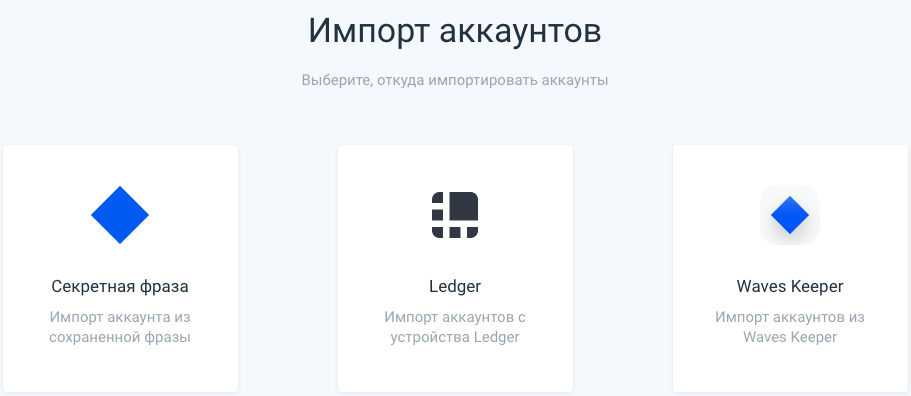 Импорт аккаунтов
Выберите, откуда импортировать аккаунты
Секретная фраза
Импорт аккаунта из
сохраненной фразы
Ledger
Импорт аккаунтов с
устройства Ledger
Waves Keeper
Импорт аккаунтов из
Waves Keeper